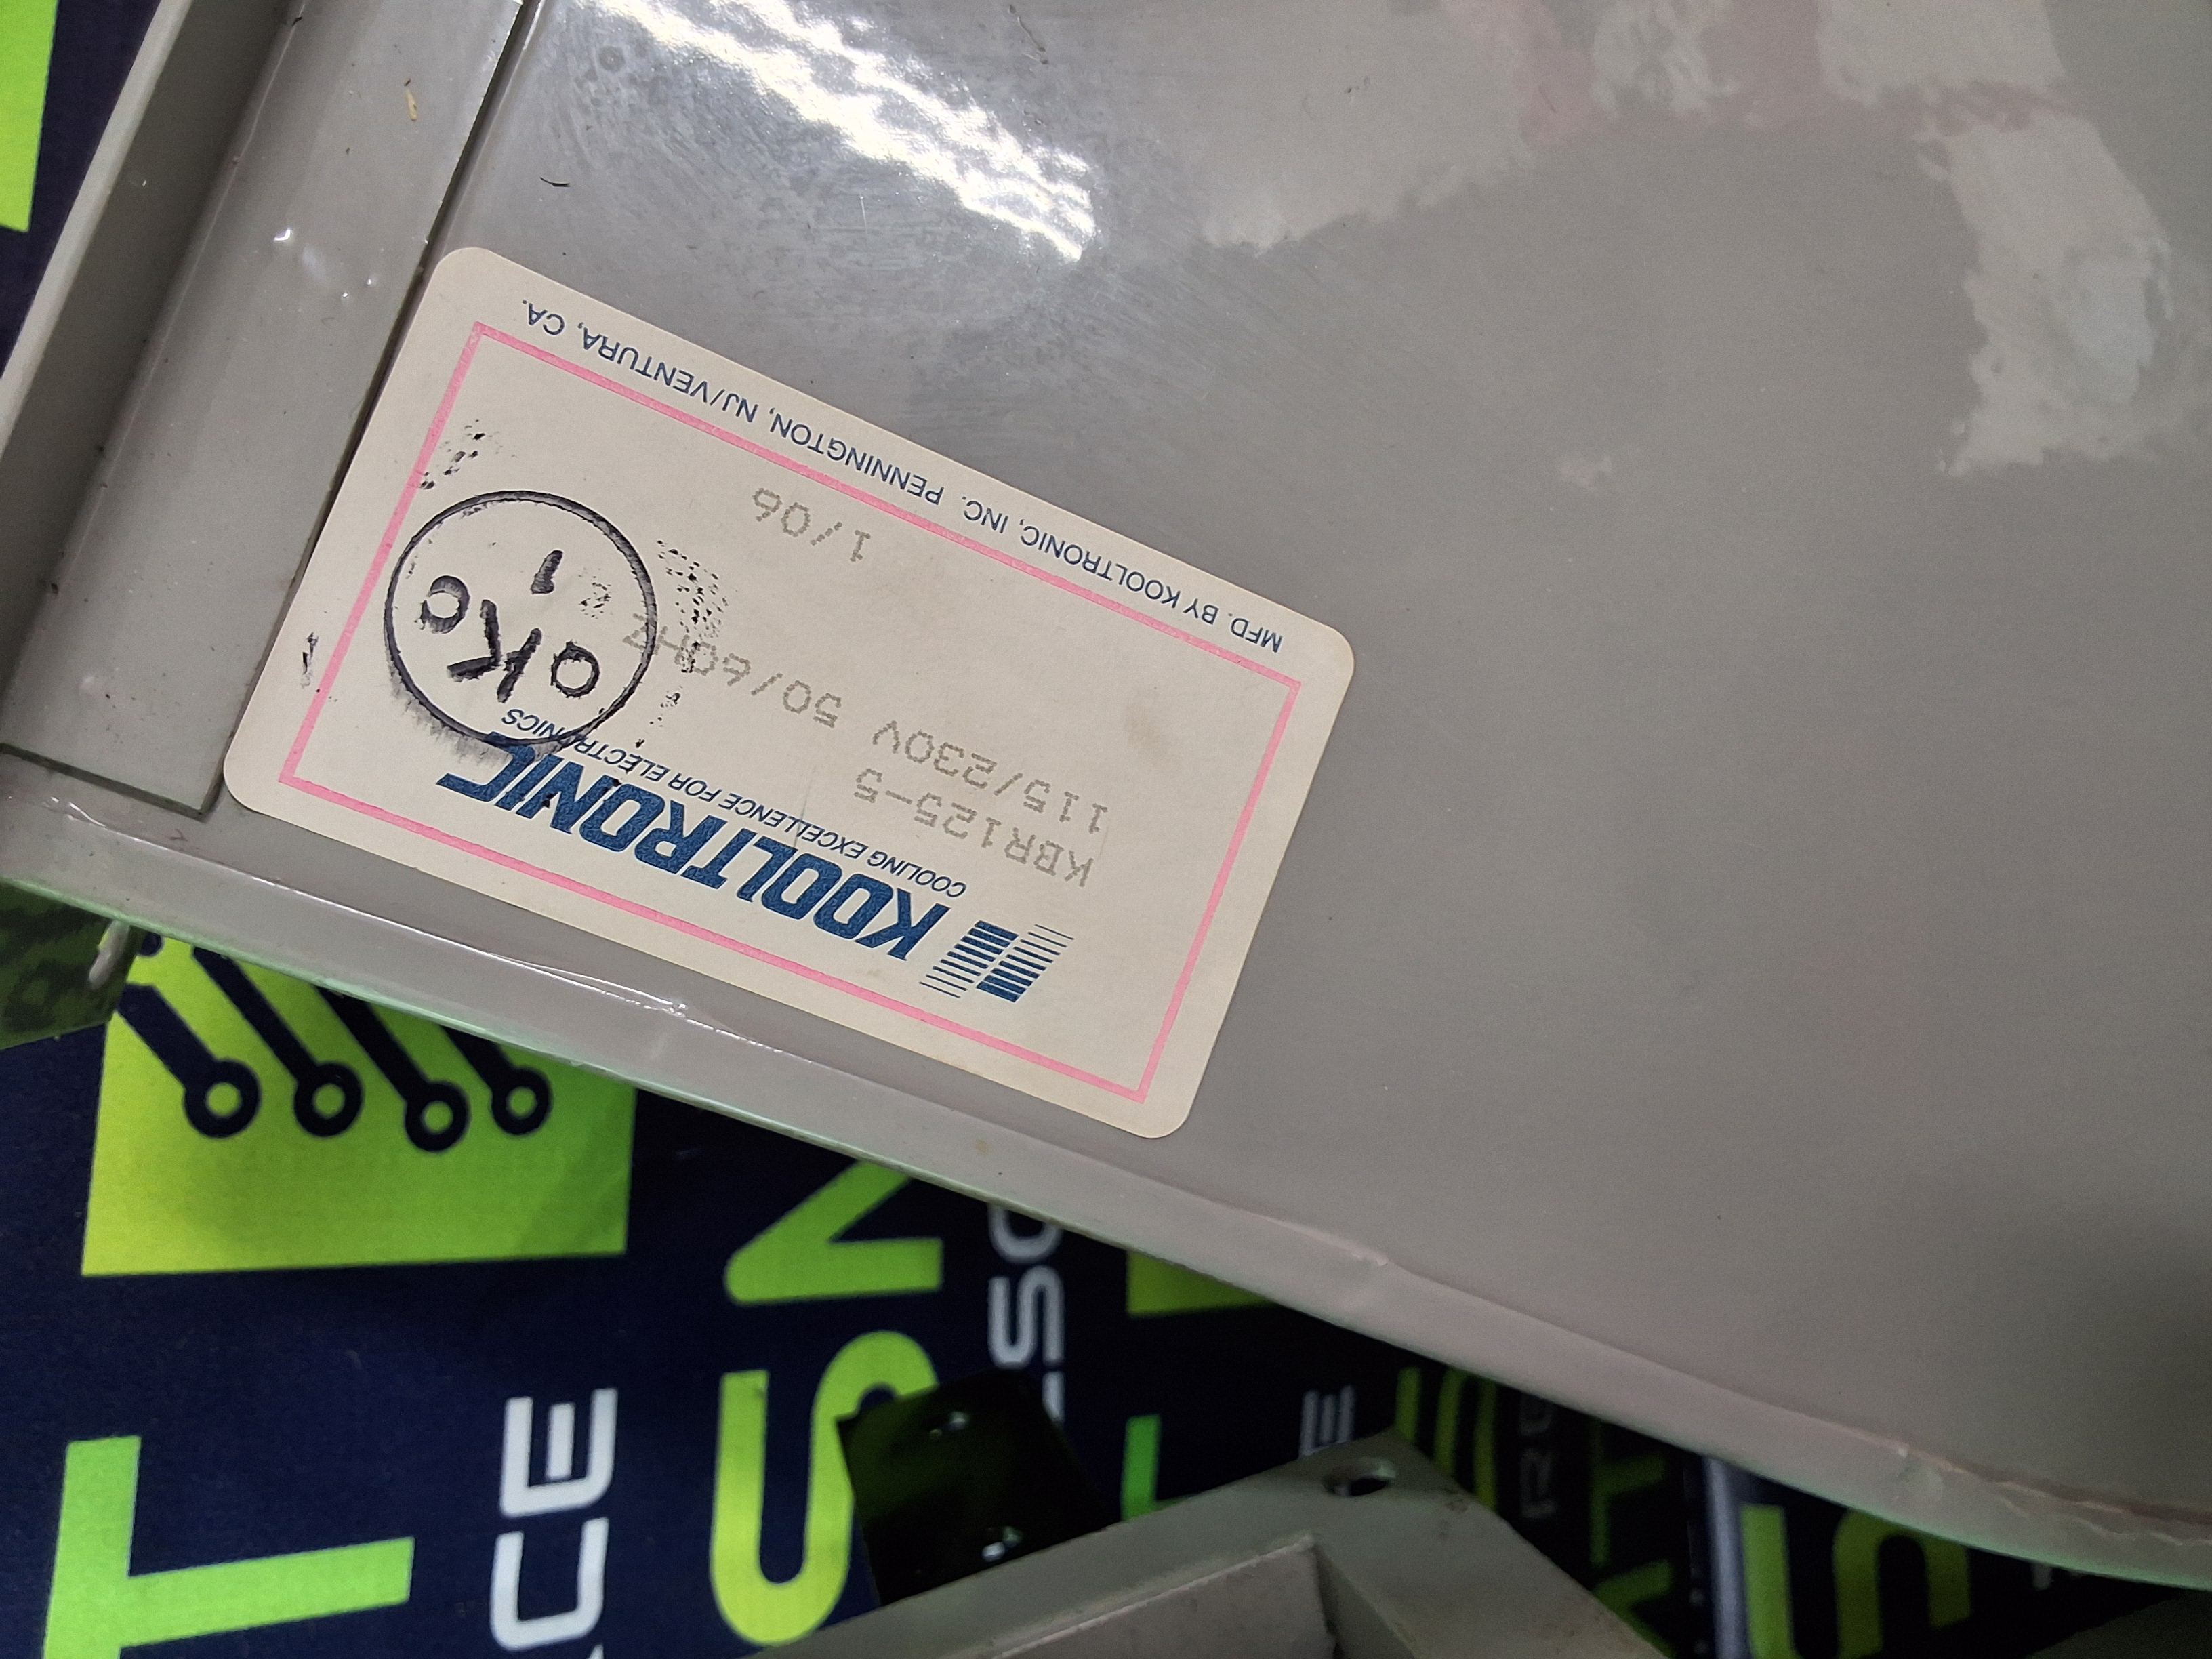 KOOLTRONIC
COOLING EXCELLENCE FOR ELECTRONICS
KBR125-5
115/230V 50/60HZ
1/06
OKO
1
MFD. BY KOOLTRONIC, INC. PENNINGTON, NJ/VENTURA, CA.